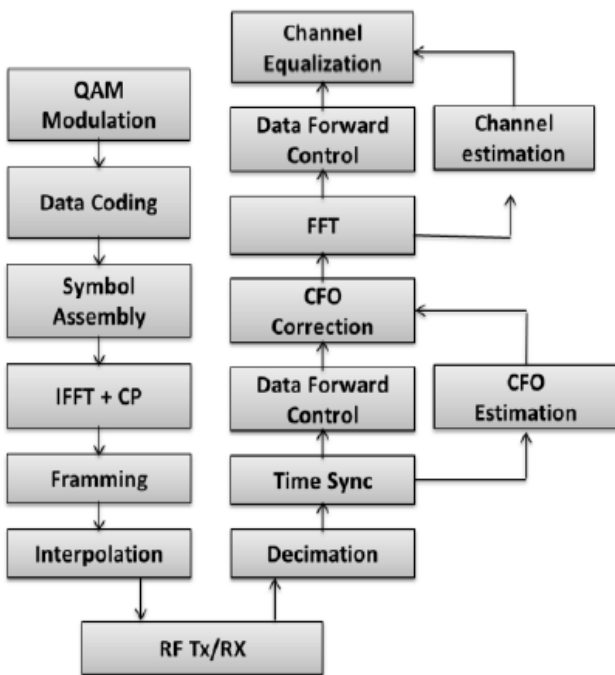 QAM
Modulation
Data Coding
Symbol
Assembly
IFFT + CP
Framming
Interpolation
RF Tx/RX
Decimation
Time Sync
Data Forward
Control
CFO
Estimation
CFO
Correction
FFT
Data Forward
Control
Channel
estimation
Channel
Equalization